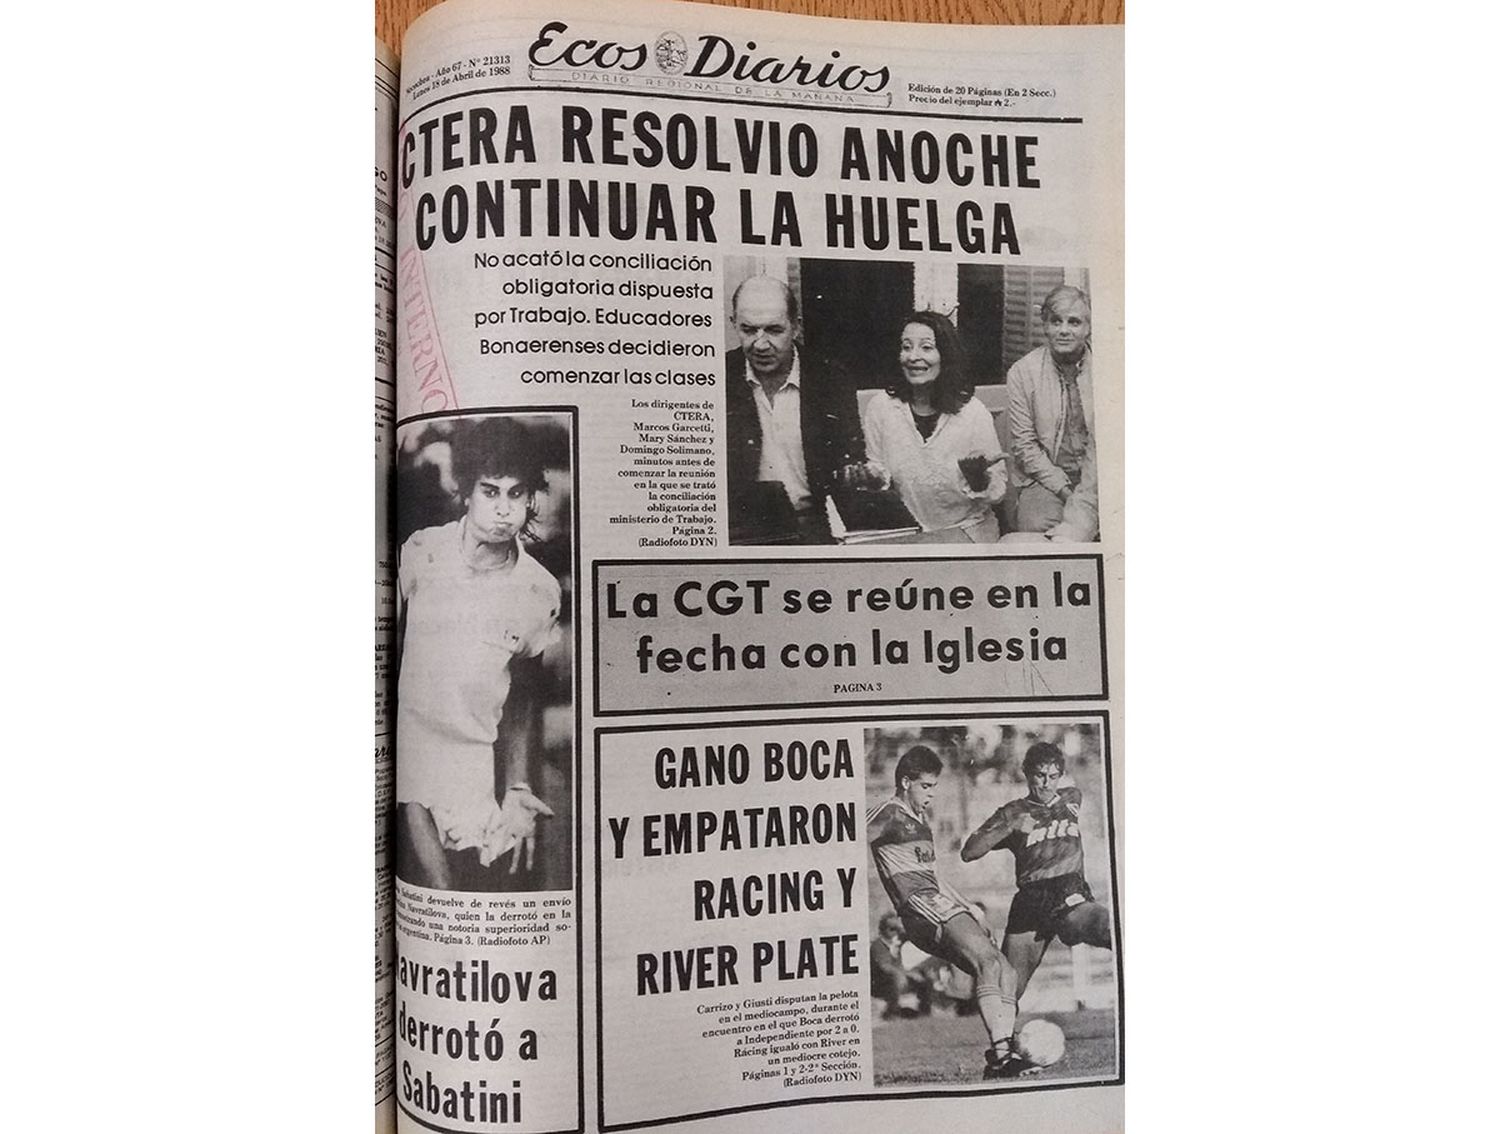 Ecos Diarios
DIARIO REGIONAL DE LA MAÑANA
Año 67 - Nº 21313
Lunes 18 de Abril de 1988
Edición de 20 Páginas (En 2 Secc.)
Precio del ejemplar ₳ 2.-
CTERA RESOLVIO ANOCHE
CONTINUAR LA HUELGA
INTERNO
No acató la conciliación
obligatoria dispuesta
por Trabajo. Educadores
Bonaerenses decidieron
comenzar las clases
Los dirigentes de
CTERA,
Marcos Garcetti,
Mary Sánchez y
Domingo Solimano,
minutos antes de
comenzar la reunión
en la que se trató
la conciliación
obligatoria del
ministerio de Trabajo.
Página 2.
(Radiofoto DYN)
La CGT se reúne en la
fecha con la Iglesia
PAGINA 3
Sabatini devuelve de revés un envío
Navratilova, quien la derrotó en la
una notoria superioridad so-
argentina. Página 3. (Radiofoto AP)
avratilova
derrotó a
Sabatini
GANO BOCA
Y EMPATARON
RACING Y
RIVER PLATE
Carrizo y Giusti disputan la pelota
en el mediocampo, durante el
encuentro en el que Boca derrotó
a Independiente por 2 a 0.
Rácing igualó con River en
un mediocre cotejo.
Páginas 1 y 2-2ª Sección.
(Radiofoto DYN)